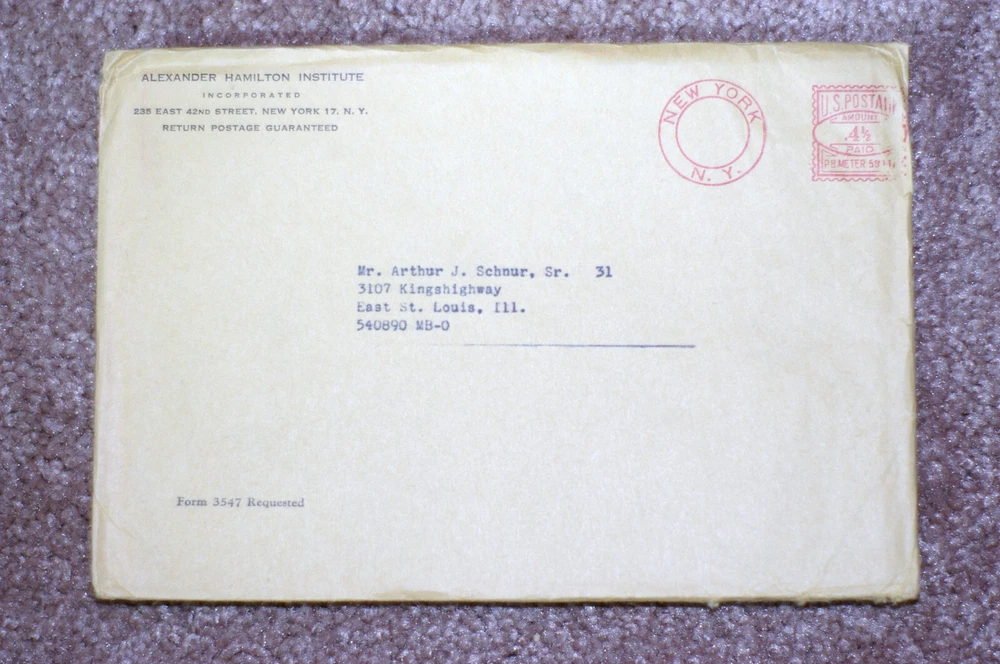 ALEXANDER HAMILTON INSTITUTE
INCORPORATED
235 EAST 42ND STREET, NEW YORK 17, N. Y.
RETURN POSTAGE GUARANTEED
NEW YORK
N. Y.
U.S. POSTAGE
AMOUNT
.4½
PAID
P.B. METER
Mr. Arthur J. Schnur, Sr. 31
3107 Kingshighway
East St. Louis, Ill.
540890 MB-O
Form 3547 Requested